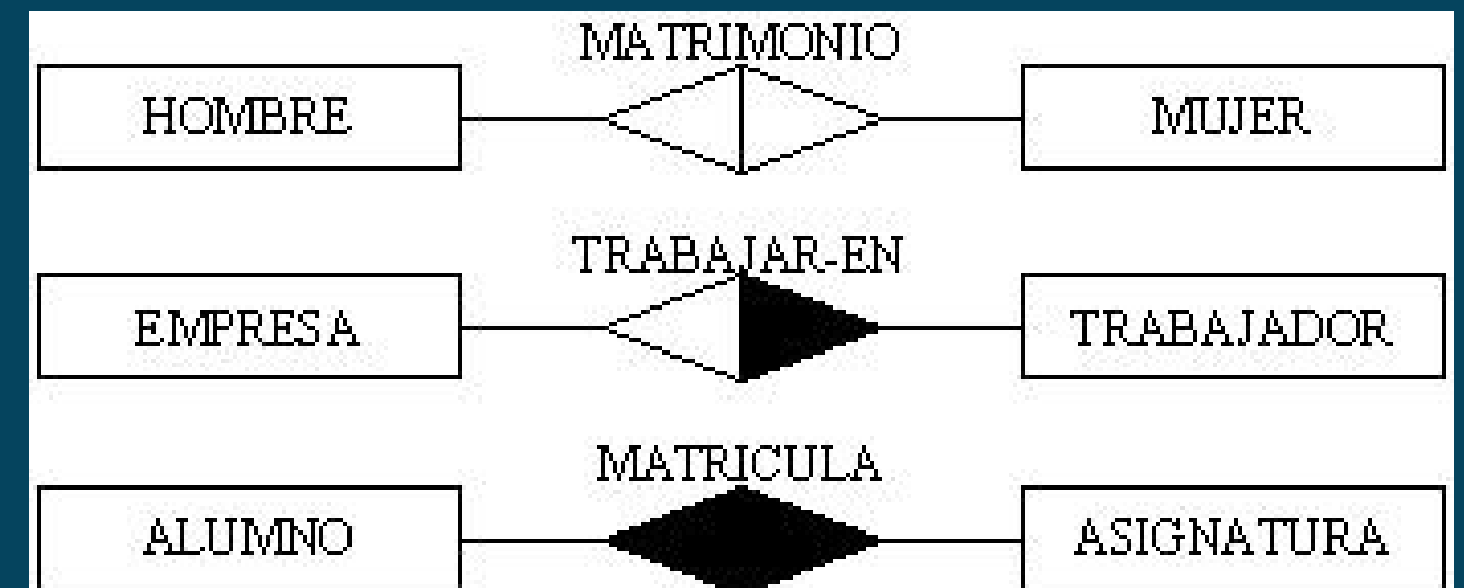 MATRIMONIO
HOMBRE MUJER
TRABAJAR-EN
EMPRESA TRABAJADOR
MATRICULA
ALUMNO ASIGNATURA